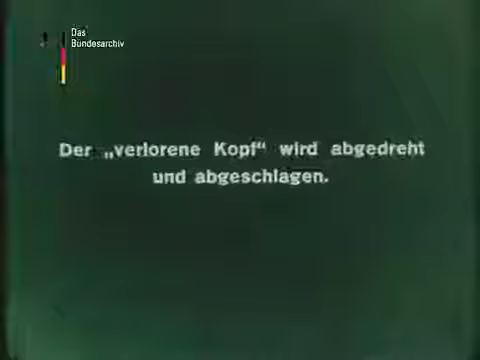 Das
Bundesarchiv
Der „verlorene Kopf“ wird abgedreht
und abgeschlagen.